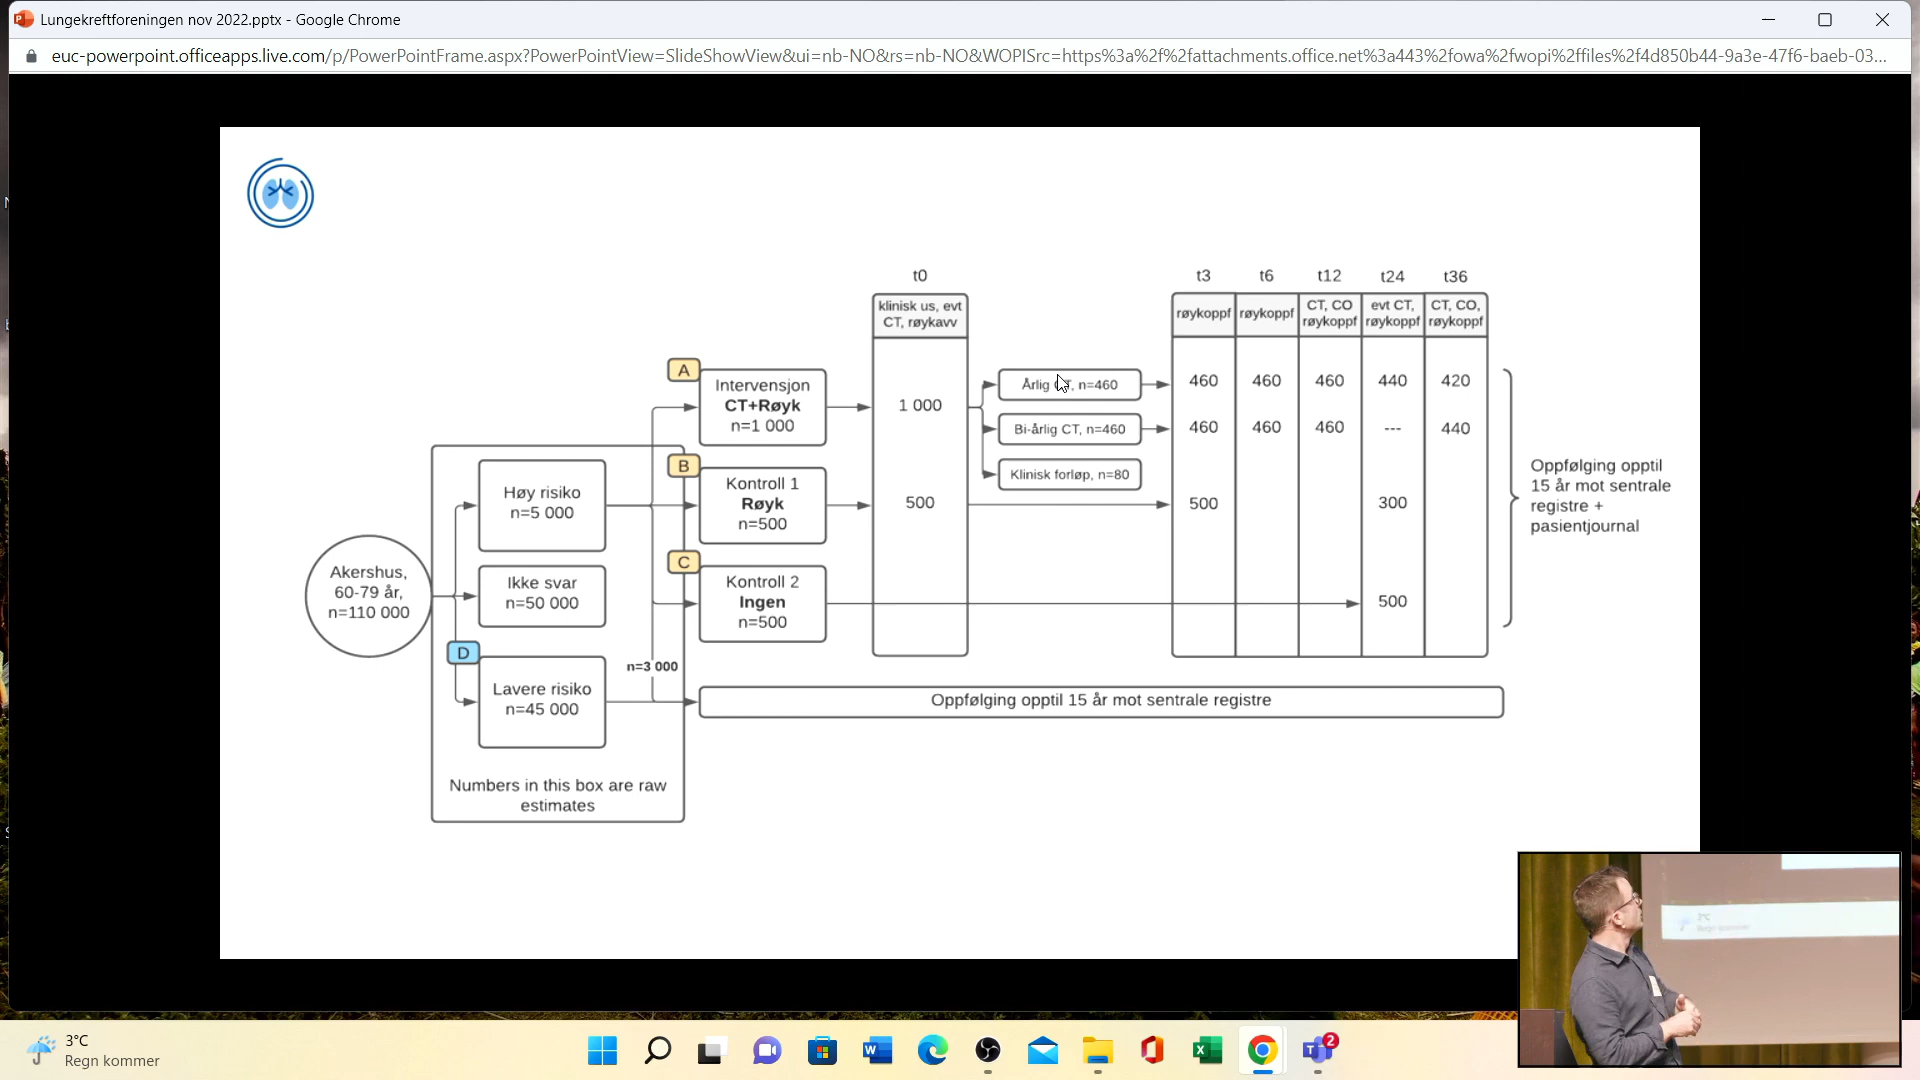 Lungekreftforeningen nov 2022.pptx - Google Chrome
euc-powerpoint.officeapps.live.com/p/PowerPointFrame.aspx?PowerPointView=SlideShowView&ui=nb-NO&rs=nb-NO&WOPISrc=https%3a%2f%2fattachments.office.net%3a443%2fowa%2fwopi%2ffiles%2f4d850b44-9a3e-47f6-baeb-03...
t0
t3 t6 t12 t24 t36
klinisk us, evt
CT, røykavv
røykoppf
røykoppf
CT, CO
røykoppf
evt CT,
røykoppf
CT, CO,
røykoppf
A
Intervensjon
CT+Røyk
n=1 000
1 000
Årlig CT, n=460
460 460 460 440 420
Bi-årlig CT, n=460
460 460 460 --- 440
Klinisk forløp, n=80
B
Kontroll 1
Røyk
n=500
500
500 300
C
Kontroll 2
Ingen
n=500
500
Oppfølging opptil
15 år mot sentrale
registre +
pasientjournal
Akershus,
60-79 år,
n=110 000
Høy risiko
n=5 000
Ikke svar
n=50 000
D
Lavere risiko
n=45 000
n=3 000
Oppfølging opptil 15 år mot sentrale registre
Numbers in this box are raw
estimates
3°C
Regn kommer
3°C
Regn kommer
2